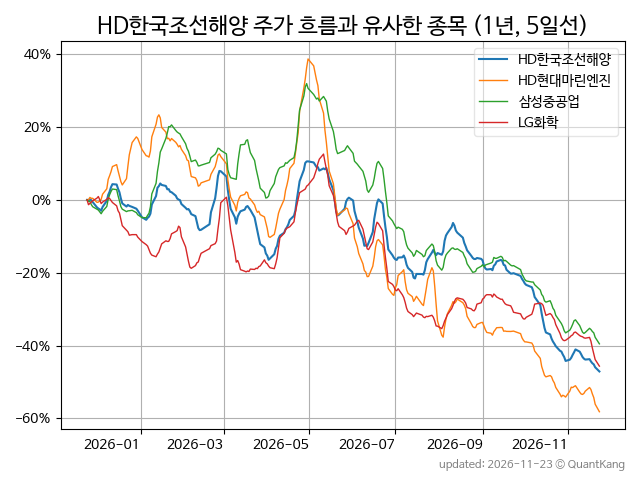 HD한국조선해양 주가 흐름과 유사한 종목 (1년, 5일선)
HD한국조선해양
HD현대마린엔진
삼성중공업
LG화학
40%
20%
0%
−20%
−40%
−60%
2026-01 2026-03 2026-05 2026-07 2026-09 2026-11
updated: 2026-11-23 © QuantKang